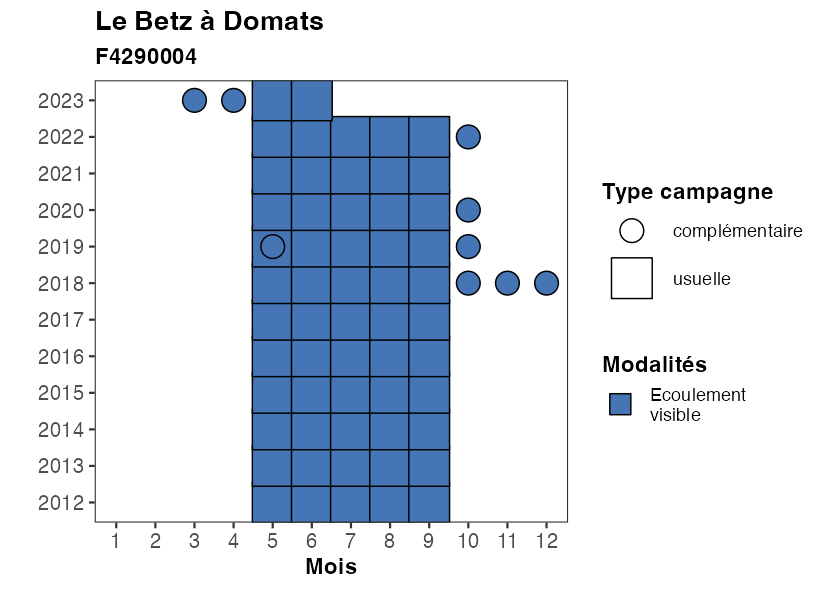 Le Betz à Domats
F4290004
2023
2022
2021
2020
2019
2018
2017
2016
2015
2014
2013
2012
1 2 3 4 5 6 7 8 9 10 11 12
Mois
Type campagne
complémentaire
usuelle
Modalités
Ecoulement
visible